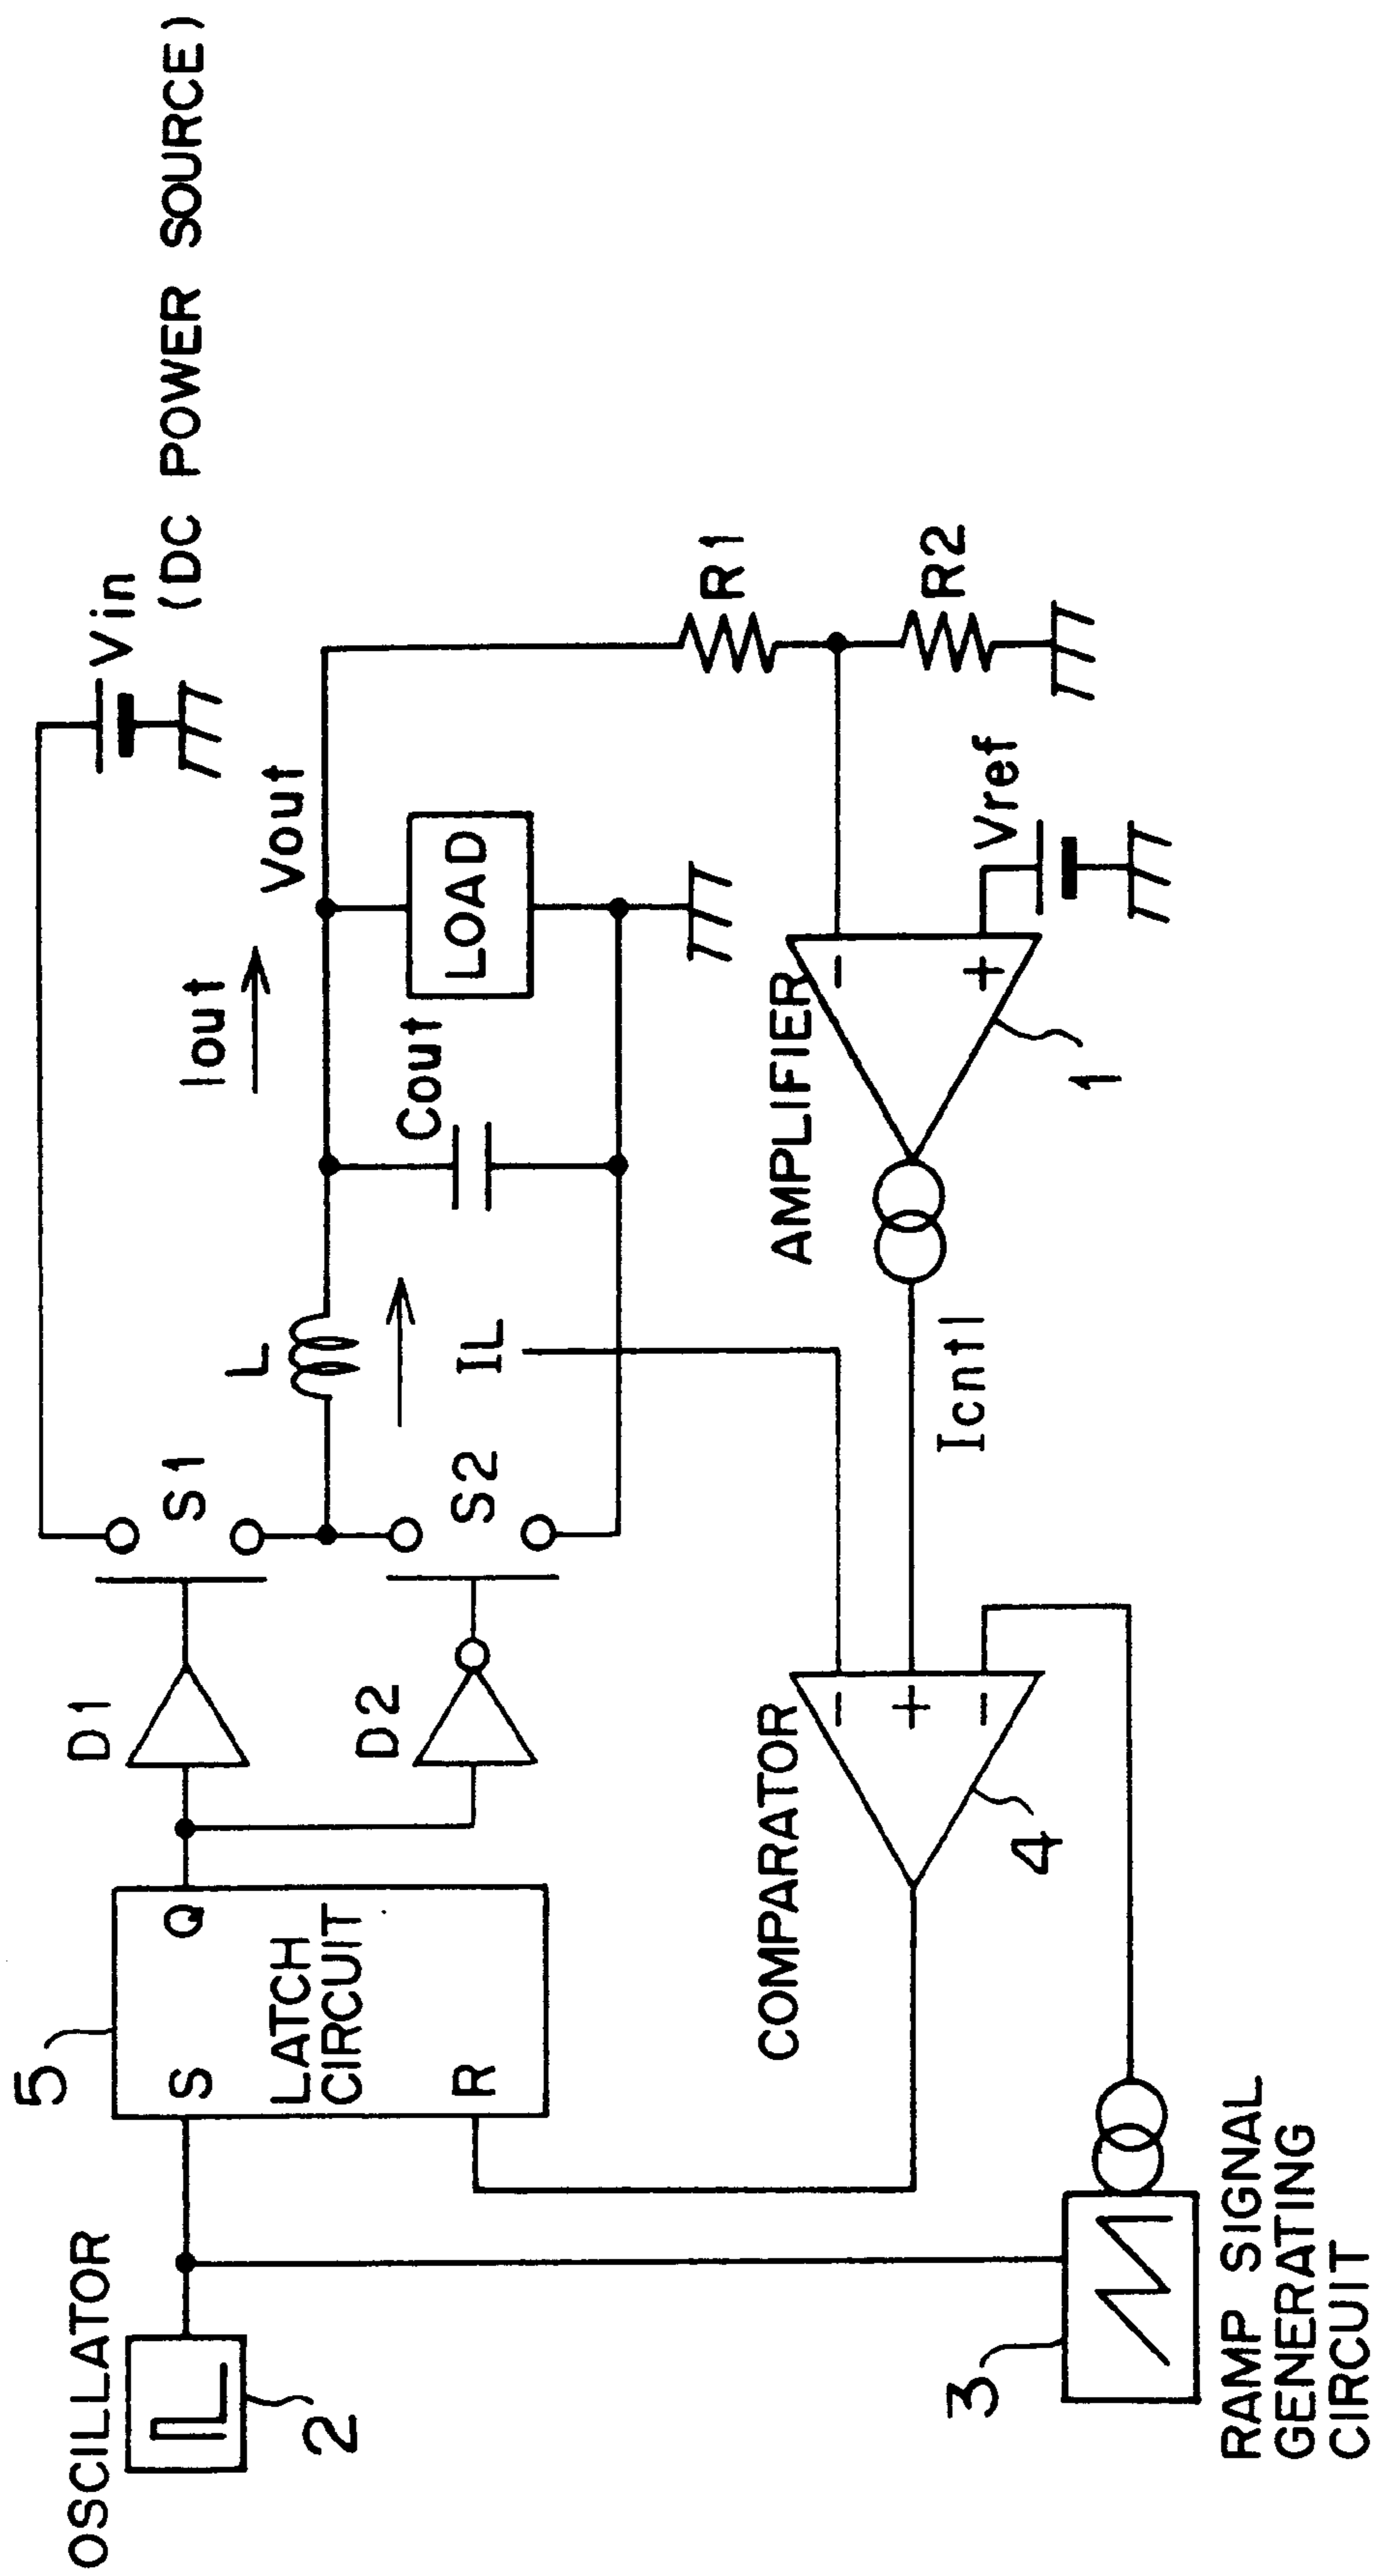 OSCILLATOR
2
5
S
Q
LATCH
CIRCUIT
R
D1
D2
S1
S2
L
IL
Iout
Cout
Vout
LOAD
Vin
(DC POWER SOURCE)
R1
R2
Vref
AMPLIFIER
-
+
1
Icntl
COMPARATOR
-
+
-
4
3
RAMP SIGNAL
GENERATING
CIRCUIT